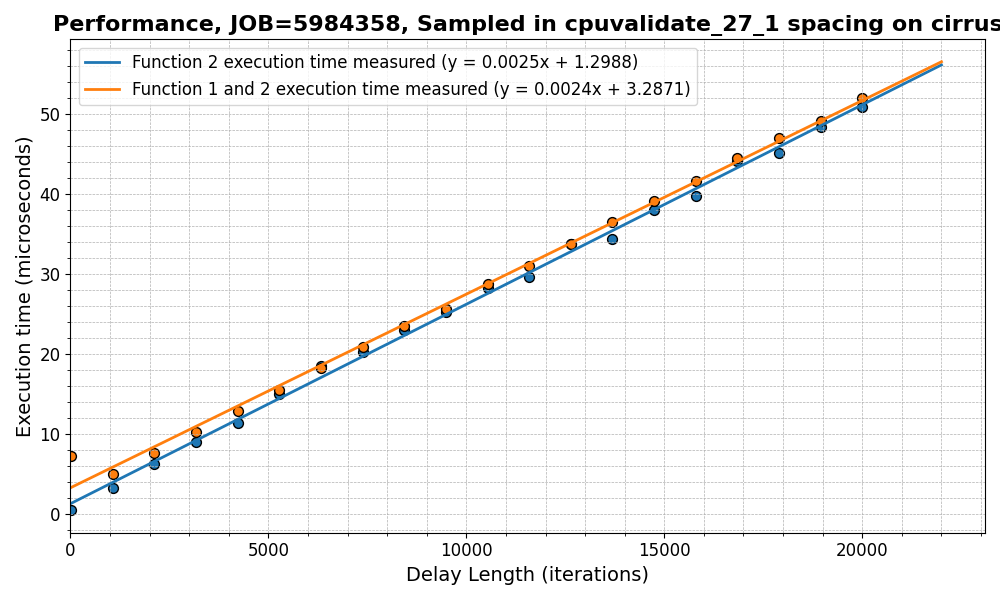 Performance, JOB=5984358, Sampled in cpuvalidate_27_1 spacing on cirrus
Function 2 execution time measured (y = 0.0025x + 1.2988)
Function 1 and 2 execution time measured (y = 0.0024x + 3.2871)
Execution time (microseconds)
50
40
30
20
10
0
0 5000 10000 15000 20000
Delay Length (iterations)